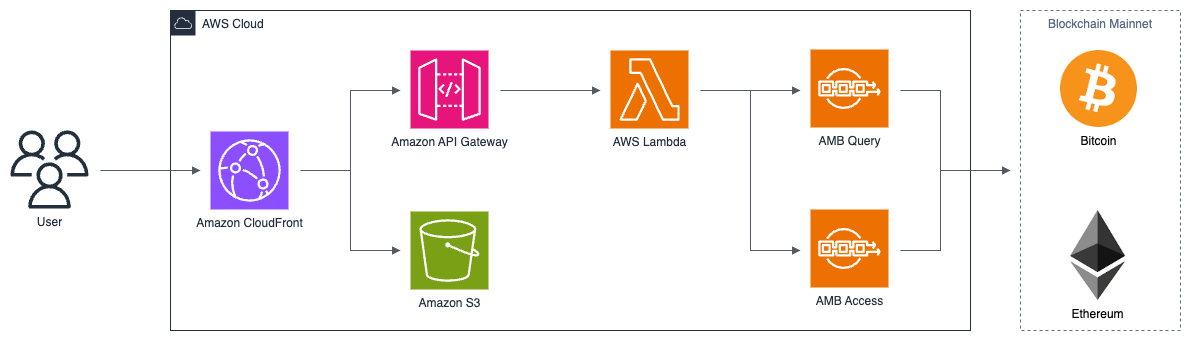 AWS Cloud
Blockchain Mainnet
</>
Amazon API Gateway
AWS Lambda
AMB Query
Bitcoin
User
Amazon CloudFront
Amazon S3
AMB Access
Ethereum